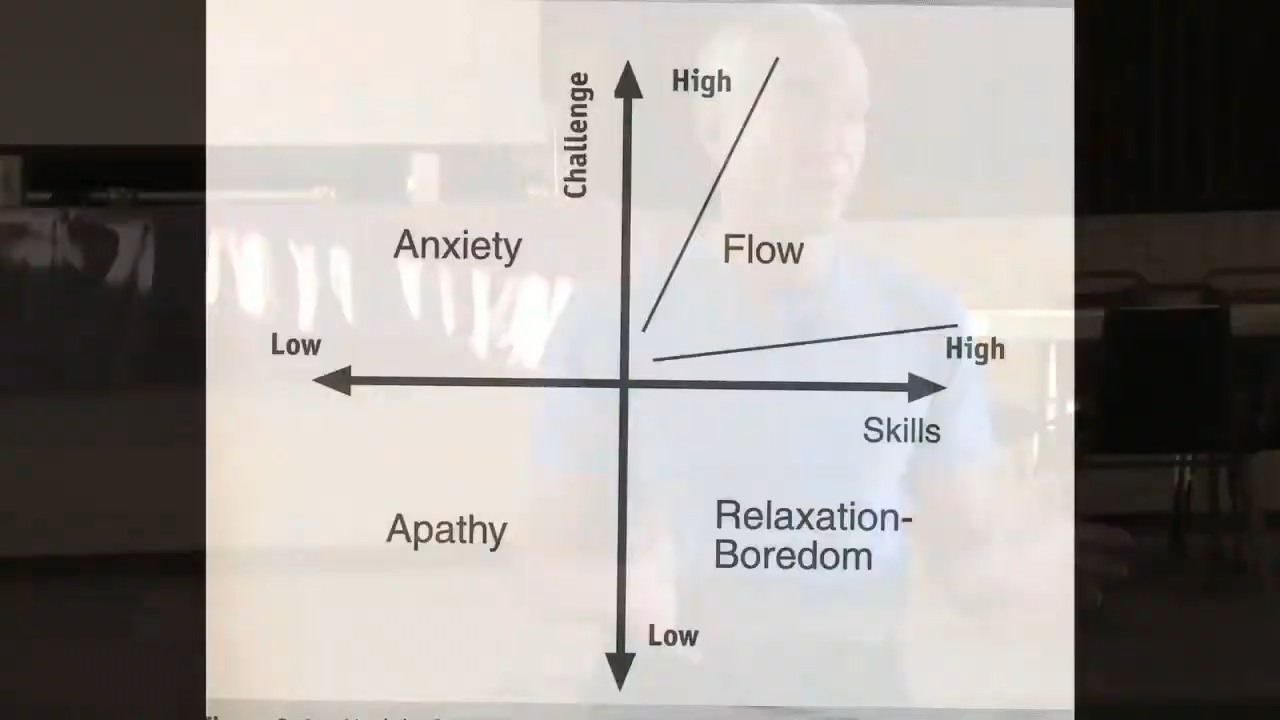 Challenge
High
Anxiety
Flow
Low
High
Skills
Apathy
Relaxation-
Boredom
Low